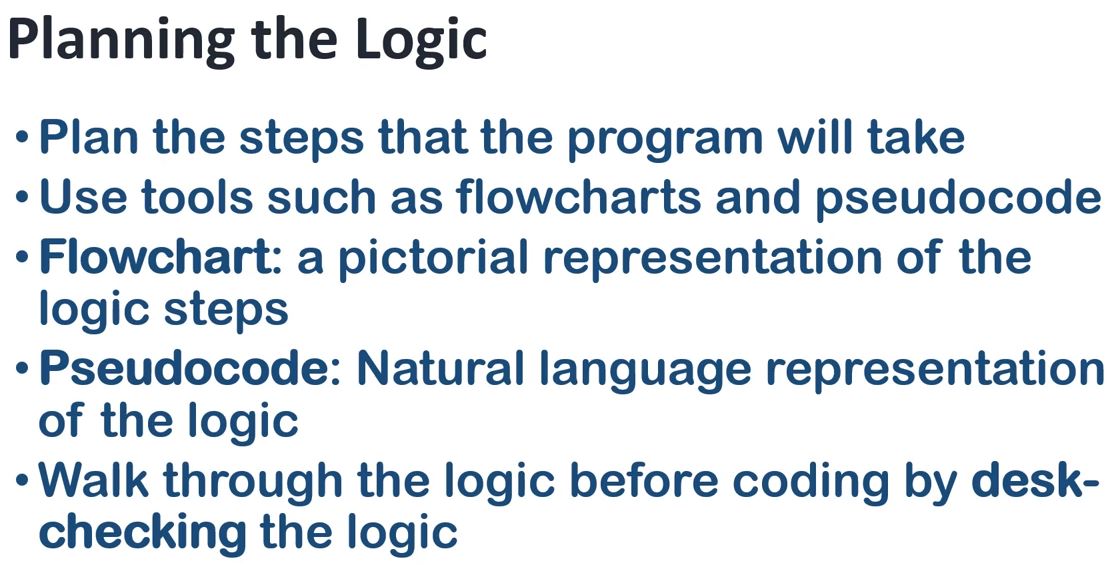 Planning the Logic
• Plan the steps that the program will take
• Use tools such as flowcharts and pseudocode
• Flowchart: a pictorial representation of the
logic steps
• Pseudocode: Natural language representation
of the logic
• Walk through the logic before coding by desk-
checking the logic